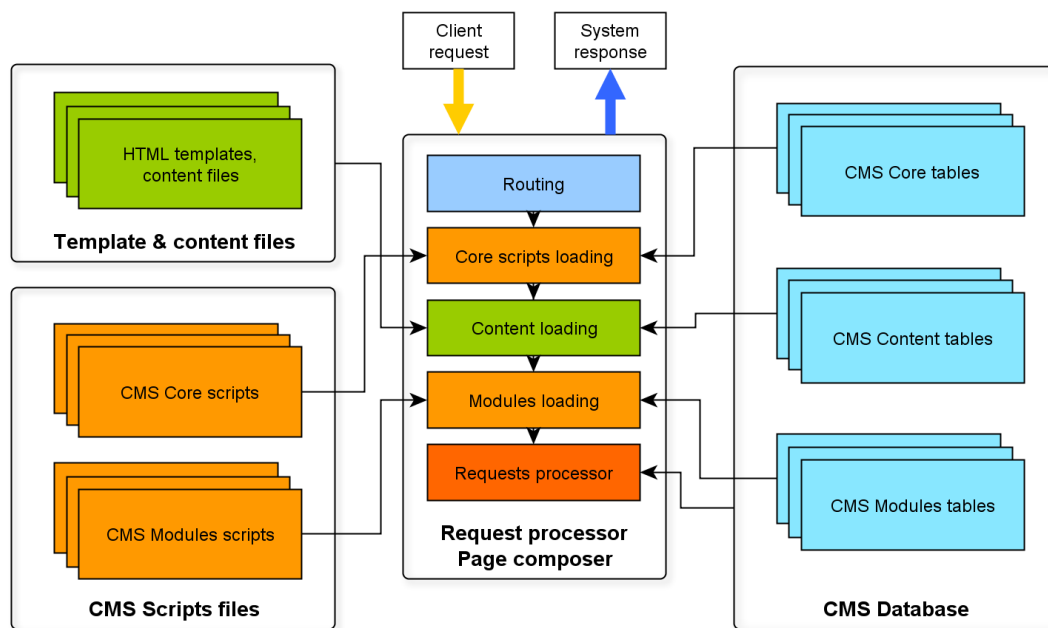 Client
request
System
response
HTML templates,
content files
Template & content files
CMS Core scripts
CMS Modules scripts
CMS Scripts files
Routing
Core scripts loading
Content loading
Modules loading
Requests processor
Request processor
Page composer
CMS Core tables
CMS Content tables
CMS Modules tables
CMS Database